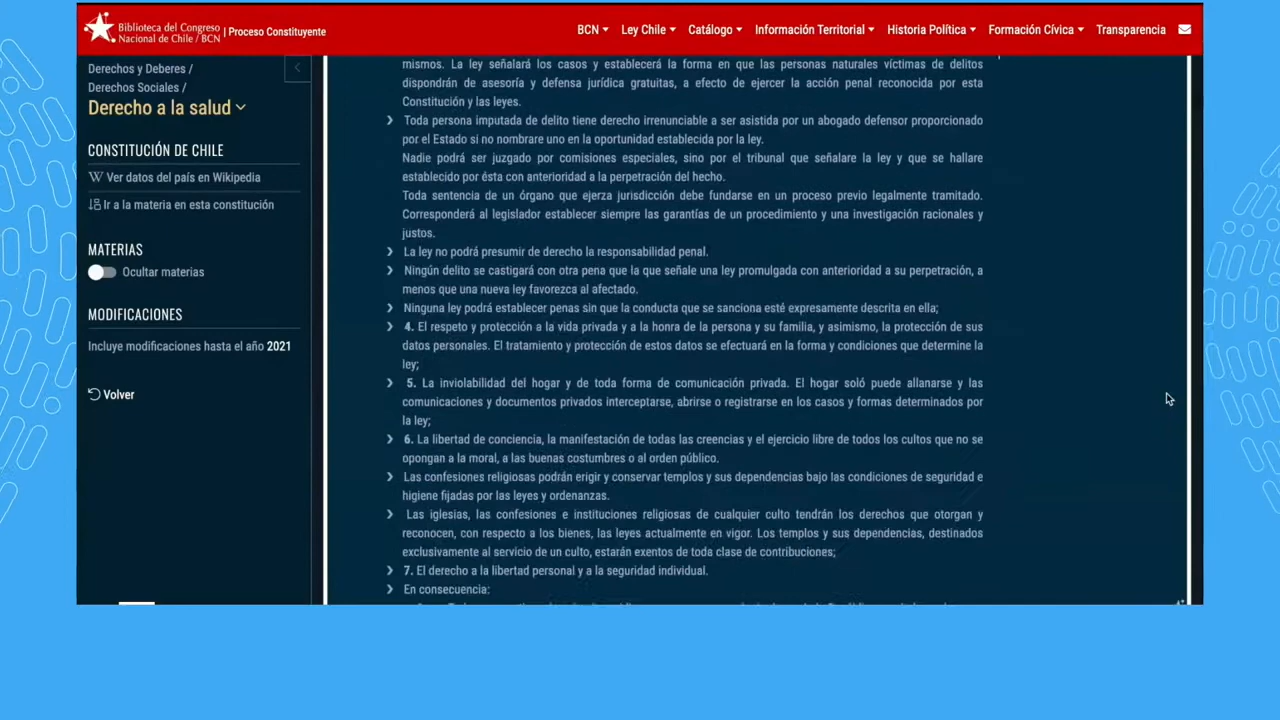 Biblioteca del Congreso
Nacional de Chile / BCN
| Proceso Constituyente
BCN
Ley Chile
Catálogo
Información Territorial
Historia Política
Formación Cívica
Transparencia
Derechos y Deberes /
Derechos Sociales /
Derecho a la salud
CONSTITUCIÓN DE CHILE
Ver datos del país en Wikipedia
Ir a la materia en esta constitución
MATERIAS
Ocultar materias
MODIFICACIONES
Incluye modificaciones hasta el año 2021
Volver
mismos. La ley señalará los casos y establecerá la forma en que las personas naturales víctimas de delitos
dispondrán de asesoría y defensa jurídica gratuitas, a efecto de ejercer la acción penal reconocida por esta
Constitución y las leyes.
Toda persona imputada de delito tiene derecho irrenunciable a ser asistida por un abogado defensor proporcionado
por el Estado si no nombrare uno en la oportunidad establecida por la ley.
Nadie podrá ser juzgado por comisiones especiales, sino por el tribunal que señalare la ley y que se hallare
establecido por ésta con anterioridad a la perpetración del hecho.
Toda sentencia de un órgano que ejerza jurisdicción debe fundarse en un proceso previo legalmente tramitado.
Corresponderá al legislador establecer siempre las garantías de un procedimiento y una investigación racionales y
justos.
La ley no podrá presumir de derecho la responsabilidad penal.
Ningún delito se castigará con otra pena que la que señale una ley promulgada con anterioridad a su perpetración, a
menos que una nueva ley favorezca al afectado.
Ninguna ley podrá establecer penas sin que la conducta que se sanciona esté expresamente descrita en ella;
4. El respeto y protección a la vida privada y a la honra de la persona y su familia, y asimismo, la protección de sus
datos personales. El tratamiento y protección de estos datos se efectuará en la forma y condiciones que determine la
ley;
5. La inviolabilidad del hogar y de toda forma de comunicación privada. El hogar soló puede allanarse y las
comunicaciones y documentos privados interceptarse, abrirse o registrarse en los casos y formas determinados por
la ley;
6. La libertad de conciencia, la manifestación de todas las creencias y el ejercicio libre de todos los cultos que no se
opongan a la moral, a las buenas costumbres o al orden público.
Las confesiones religiosas podrán erigir y conservar templos y sus dependencias bajo las condiciones de seguridad e
higiene fijadas por las leyes y ordenanzas.
Las iglesias, las confesiones e instituciones religiosas de cualquier culto tendrán los derechos que otorgan y
reconocen, con respecto a los bienes, las leyes actualmente en vigor. Los templos y sus dependencias, destinados
exclusivamente al servicio de un culto, estarán exentos de toda clase de contribuciones;
7. El derecho a la libertad personal y a la seguridad individual.
En consecuencia: